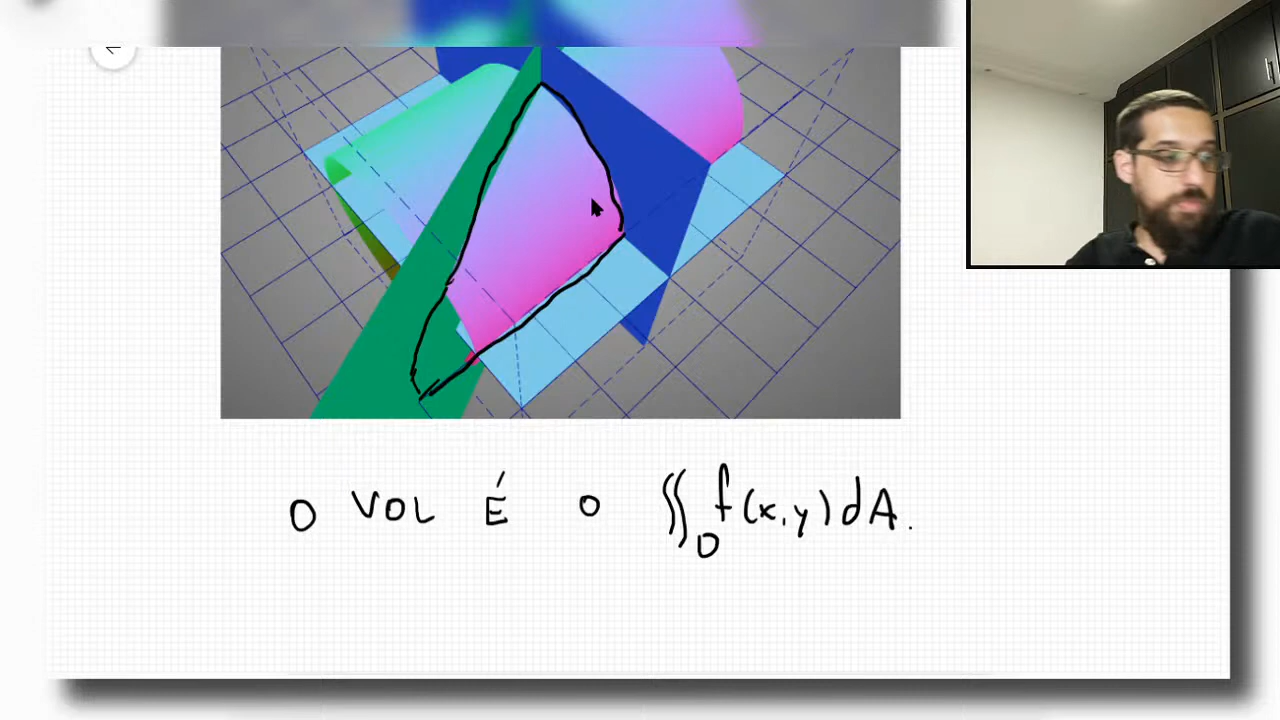 O VOL É O ∬_D f(x,y)dA.